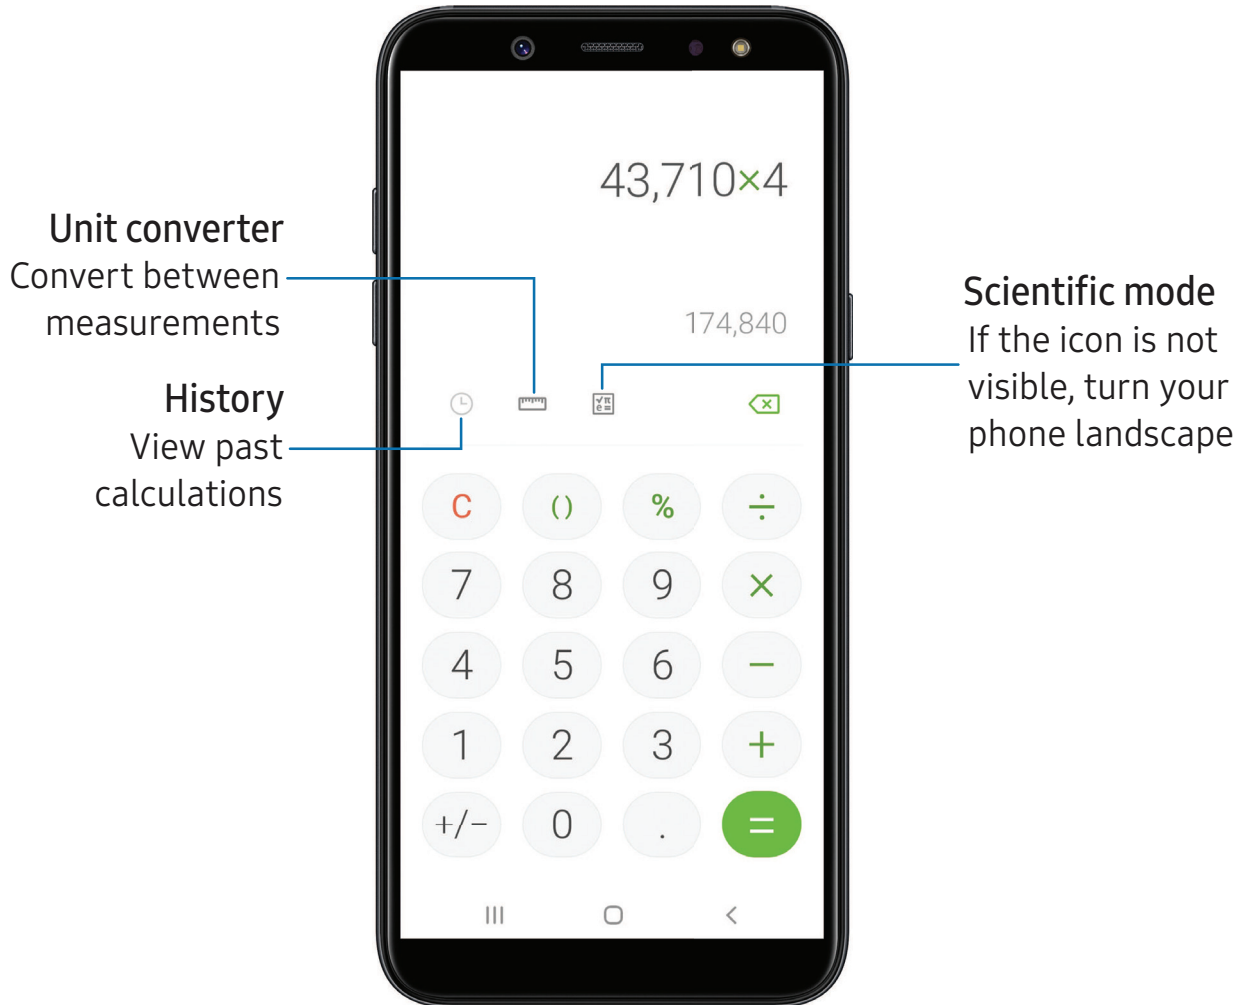 43,710×4
174,840
Unit converter
Convert between
measurements
History
View past
calculations
Scientific mode
If the icon is not
visible, turn your
phone landscape
√π
e=
C () % ÷
7 8 9 ×
4 5 6 −
1 2 3 +
+/− 0 . =